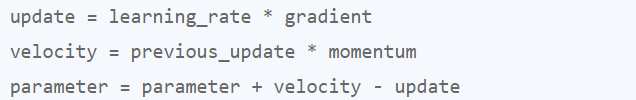 update = learning_rate * gradient
velocity = previous_update * momentum
parameter = parameter + velocity - update